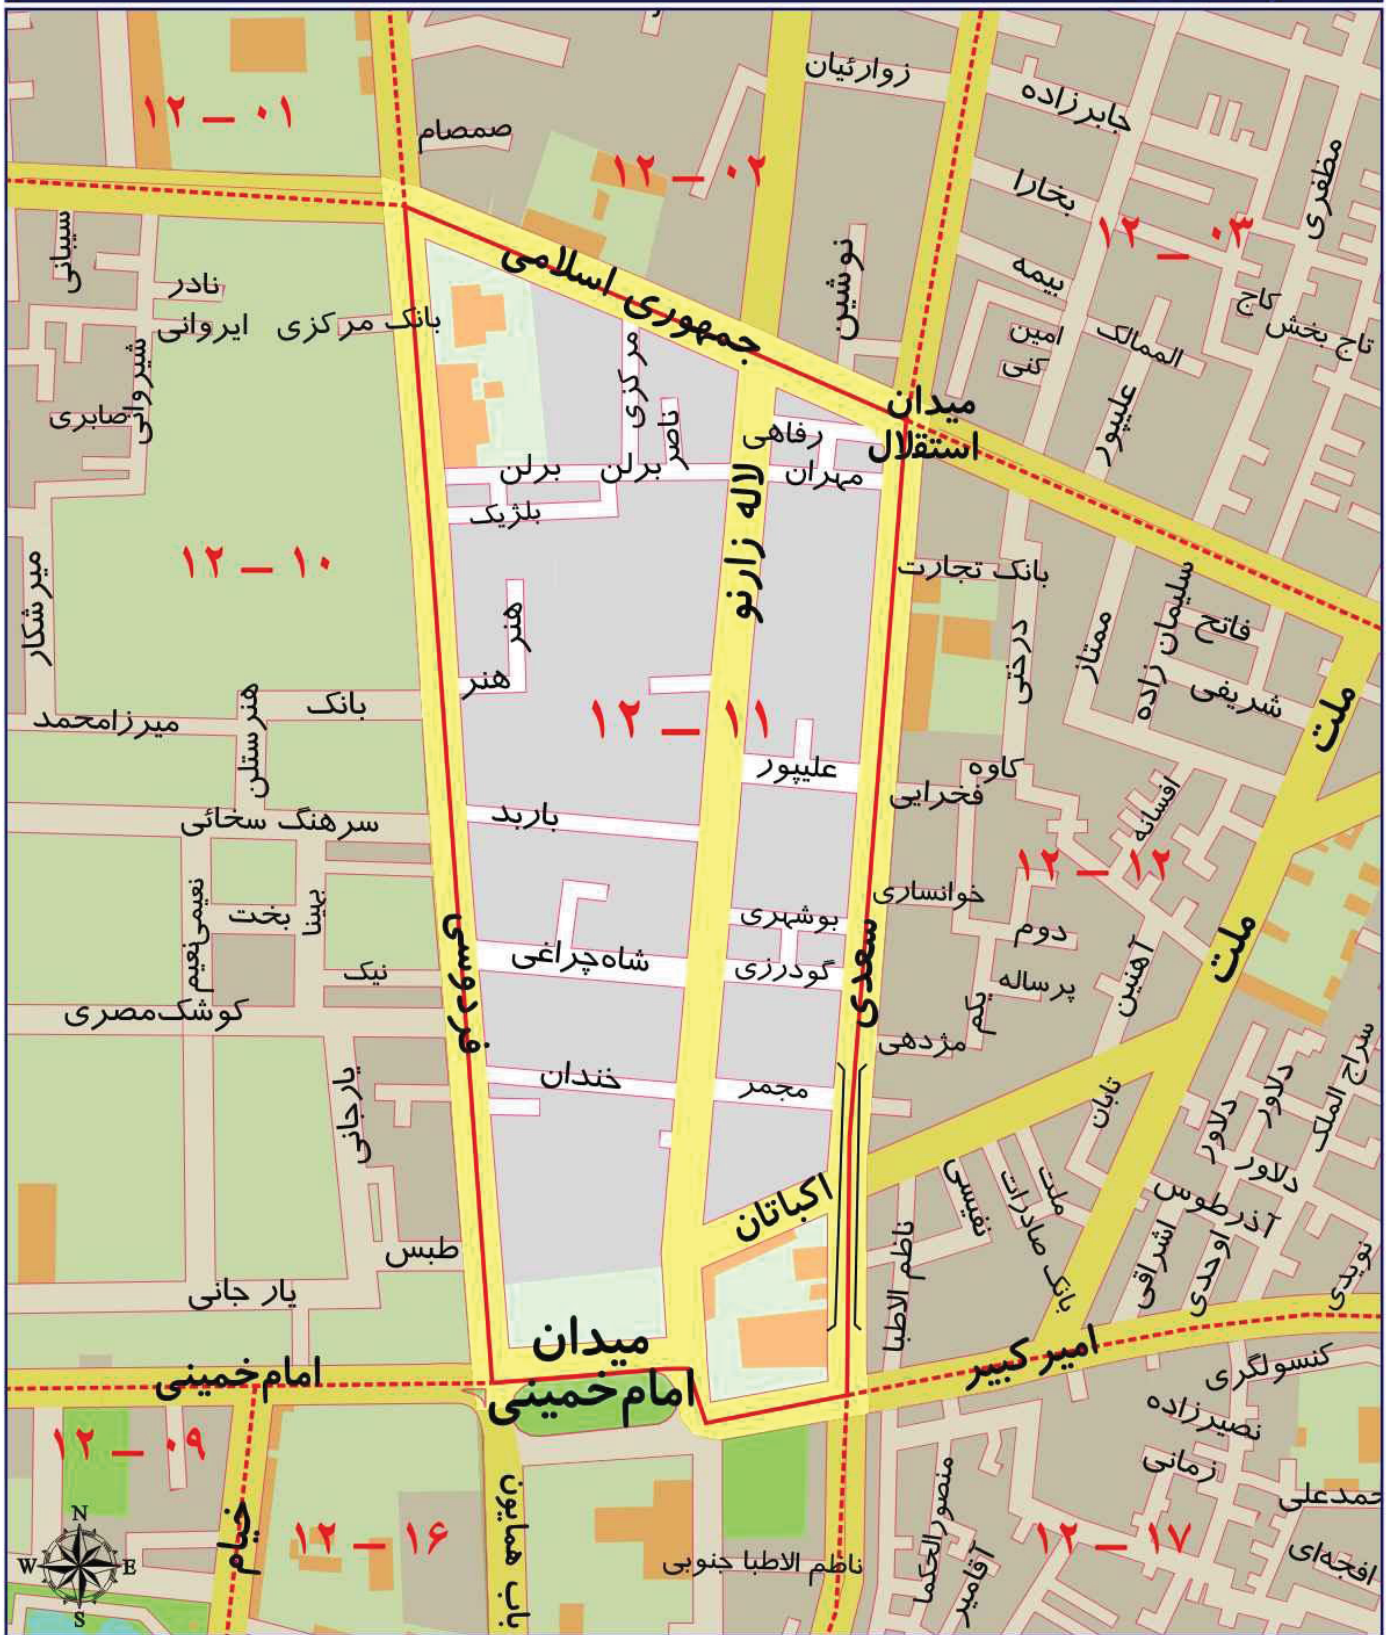 زوارئیان
جابرزاده
۱۲ – ۰۱
صمصام
۱۲ – ۰۲
مظفری
بخارا
۱۲ – ۰۳
سیبانی
نوشین
جمهوری اسلامی
بیمه
نادر
کاج
بانک مرکزی
ایروانی
تاج بخش
امین
الممالک
کنی
شیروانی
مرکزی
علیپور
صابری
ناصر
میدان
استقلال
رفاهی
مهران
برلن
برلن
بلژیک
لاله زارنو
۱۲ – ۱۰
بانک تجارت
میرشکار
هنر
هنر
درختی
ممتاز
سلیمان زاده
فاتح
شریفی
ملت
بانک
میرزامحمد
هنرستلن
۱۲ – ۱۱
علیپور
کاوه
فخرایی
افسانه
باربد
سرهنگ سخائی
۱۲ – ۱۲
نعیمی
نعیم
بخت
بهینا
خوانساری
بوشهری
دوم
ملت
فردوسی
شاه‌چراغی
گودرزی
سعدی
نیک
پرساله
یکم
آهنین
کوشک‌مصری
مژدهی
سراج الملک
یارجانی
خندان
مجمر
تابان
دلاور
دلاور
دلاور
اکباتان
نفیسی
بانک صادرات
ملت
آذرطوس
طبس
ناظم الاطبا
اشراقی
اوحدی
نویدی
یار جانی
میدان
امام‌خمینی
امام‌خمینی
امیرکبیر
کنسولگری
نصیرزاده
۱۲ – ۰۹
زمانی
خیام
۱۲ – ۱۶
باب همایون
ناظم الاطبا جنوبی
منصورالحکما
آقامیر
۱۲ – ۱۷
حمدعلی
افجه‌ای
N
W E
S